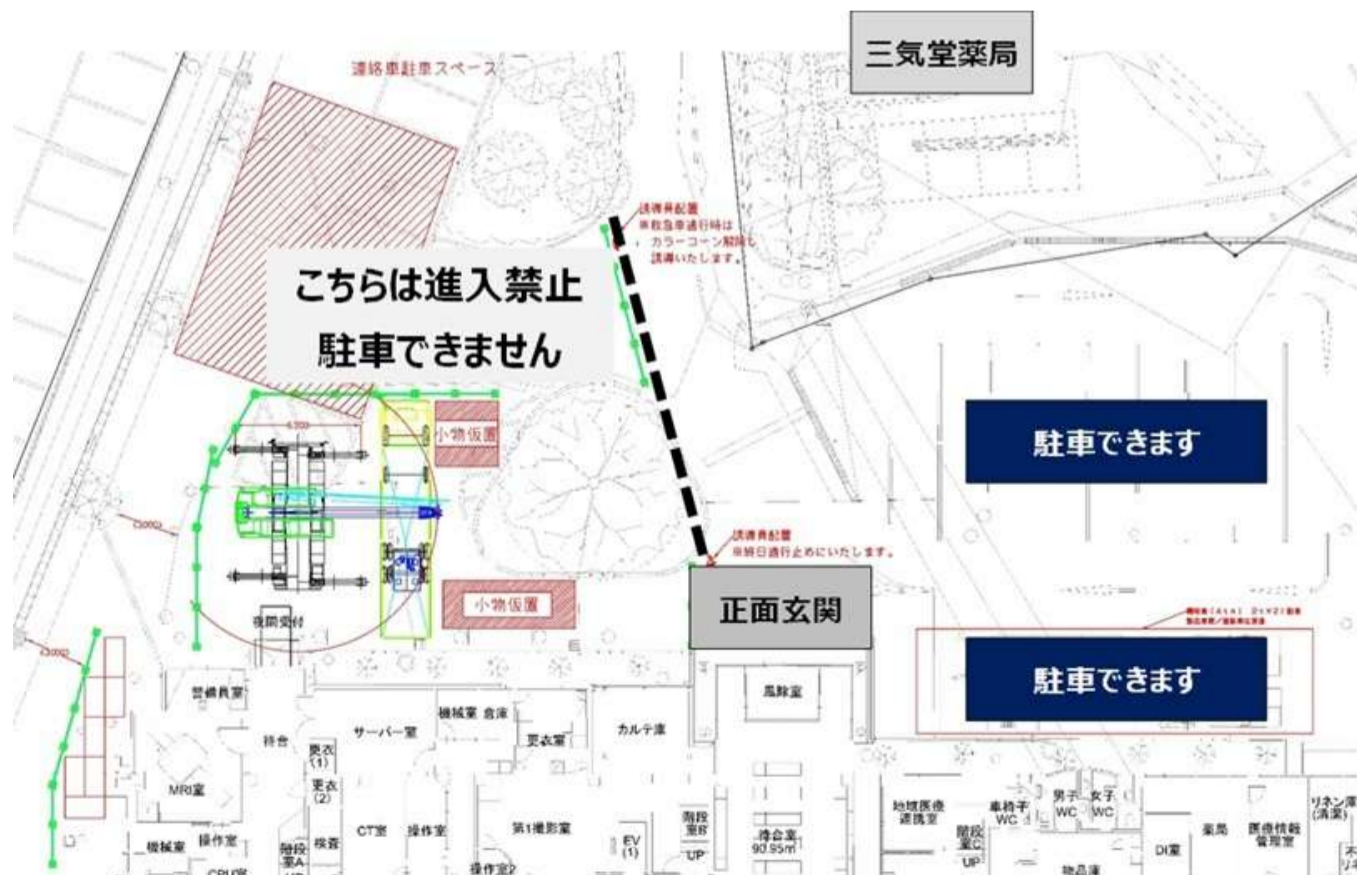 三気堂薬局
連絡車駐車スペース
誘導員配置
※救急車通行時は
カラーコーン解除し
誘導いたします。
こちらは進入禁止
駐車できません
小物仮置
6,300
駐車できます
誘導員配置
※終日通行止めにいたします。
正面玄関
小物仮置
夜間受付
駐車できます
警備員室
待合
サーバー室
機械室
倉庫
更衣室
カルテ庫
風除室
更衣
(1)
更衣
(2)
MRI室
機械室
操作室
CPU室
階段
室A
検査
CT室
操作室
第1撮影室
操作室2
EV
(1)
階段
室B
UP
待合室
90.95m
地域医療
連携室
階段
室C
UP
車椅子
WC
男子
WC
女子
WC
物品庫
DI室
薬局
医療情報
管理室
リネン庫
(清潔)